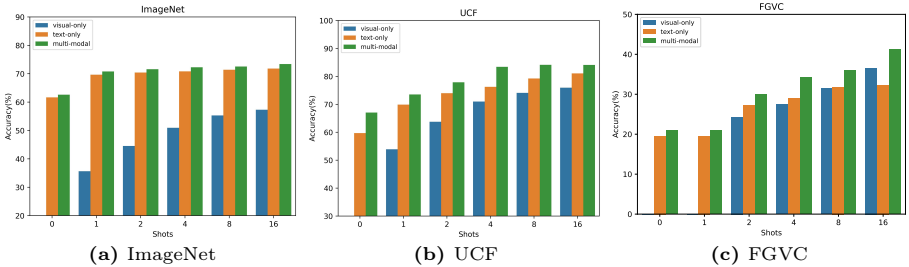 ImageNet
visual-only
text-only
multi-modal
90
80
70
60
50
40
30
20
Accuracy(%)
0 1 2 4 8 16
Shots
(a) ImageNet
UCF
visual-only
text-only
multi-modal
100
90
80
70
60
50
40
30
Accuracy(%)
0 1 2 4 8 16
Shots
(b) UCF
FGVC
visual-only
text-only
multi-modal
50
40
30
20
10
0
Accuracy(%)
0 1 2 4 8 16
Shots
(c) FGVC